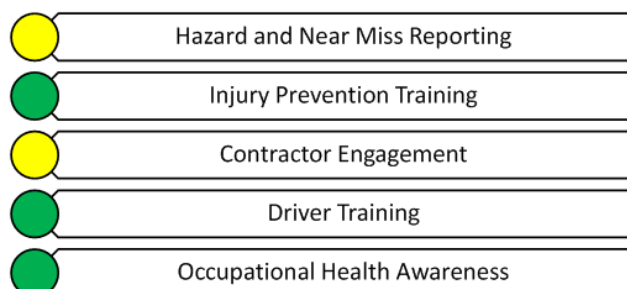 Hazard and Near Miss Reporting
Injury Prevention Training
Contractor Engagement
Driver Training
Occupational Health Awareness